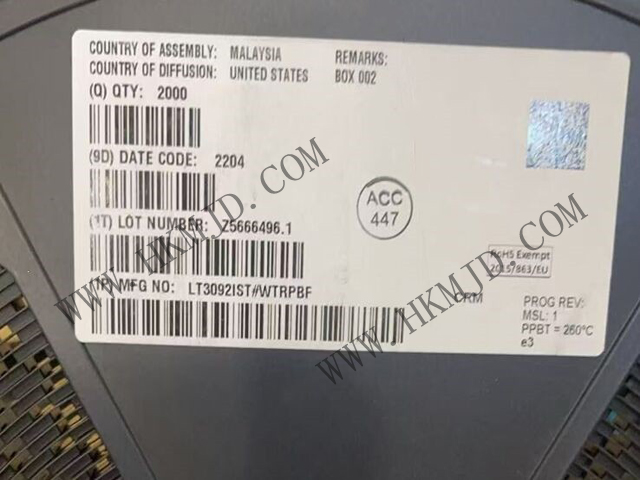 COUNTRY OF ASSEMBLY: MALAYSIA
COUNTRY OF DIFFUSION: UNITED STATES
REMARKS:
BOX 002
(Q) QTY: 2000
(9D) DATE CODE: 2204
(1T) LOT NUMBER: Z5666496.1
ACC
447
RoHS Exempt
2015/863/EU
MFG NO: LT3092IST#WTRPBF
CRM
PROG REV:
MSL: 1
PPBT = 260°C
e3
WWW.HKMJD.COM
WWW.HKMJD.COM